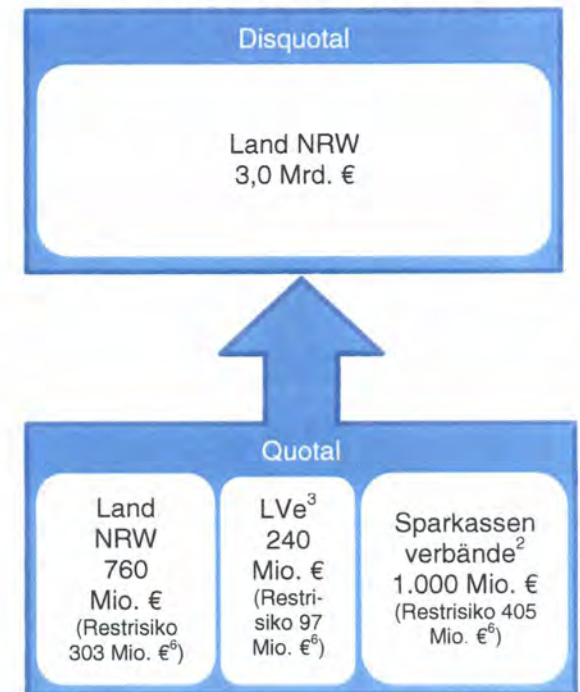 Disquotal
Land NRW
3,0 Mrd. €
Quotal
Land
NRW
760
Mio. €
(Restrisiko
303 Mio. €⁶)
LVe³
240
Mio. €
(Restri-
siko 97
Mio. €⁶)
Sparkassen
verbände²
1.000 Mio. €
(Restrisiko 405
Mio. €⁶)